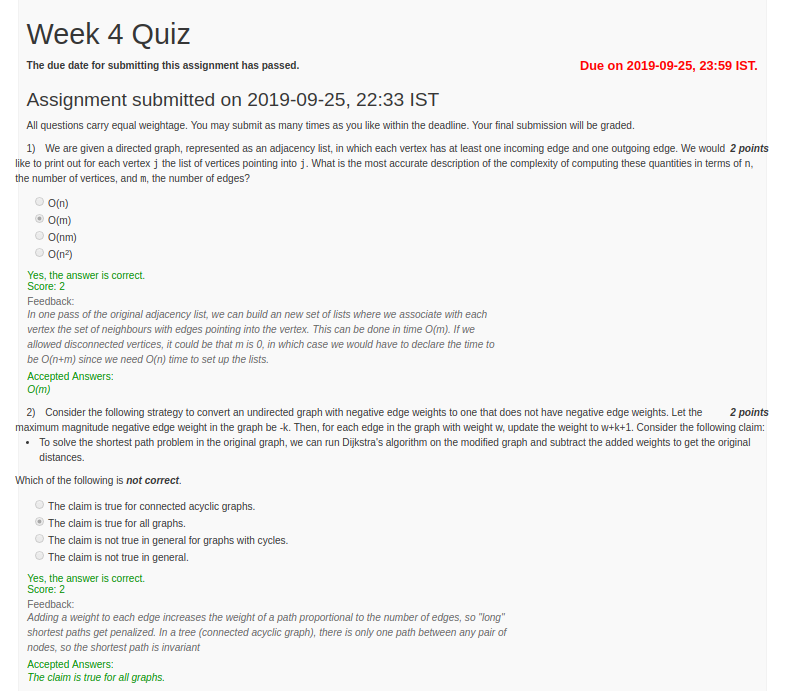 Week 4 Quiz
The due date for submitting this assignment has passed.
Due on 2019-09-25, 23:59 IST.
Assignment submitted on 2019-09-25, 22:33 IST
All questions carry equal weightage. You may submit as many times as you like within the deadline. Your final submission will be graded.
1) We are given a directed graph, represented as an adjacency list, in which each vertex has at least one incoming edge and one outgoing edge. We would 2 points
like to print out for each vertex j the list of vertices pointing into j. What is the most accurate description of the complexity of computing these quantities in terms of n,
the number of vertices, and m, the number of edges?
O(n)
O(m)
O(nm)
O(n²)
Yes, the answer is correct.
Score: 2
Feedback:
In one pass of the original adjacency list, we can build an new set of lists where we associate with each
vertex the set of neighbours with edges pointing into the vertex. This can be done in time O(m). If we
allowed disconnected vertices, it could be that m is 0, in which case we would have to declare the time to
be O(n+m) since we need O(n) time to set up the lists.
Accepted Answers:
O(m)
2) Consider the following strategy to convert an undirected graph with negative edge weights to one that does not have negative edge weights. Let the 2 points
maximum magnitude negative edge weight in the graph be -k. Then, for each edge in the graph with weight w, update the weight to w+k+1. Consider the following claim:
• To solve the shortest path problem in the original graph, we can run Dijkstra's algorithm on the modified graph and subtract the added weights to get the original
distances.
Which of the following is not correct.
The claim is true for connected acyclic graphs.
The claim is true for all graphs.
The claim is not true in general for graphs with cycles.
The claim is not true in general.
Yes, the answer is correct.
Score: 2
Feedback:
Adding a weight to each edge increases the weight of a path proportional to the number of edges, so "long"
shortest paths get penalized. In a tree (connected acyclic graph), there is only one path between any pair of
nodes, so the shortest path is invariant
Accepted Answers:
The claim is true for all graphs.